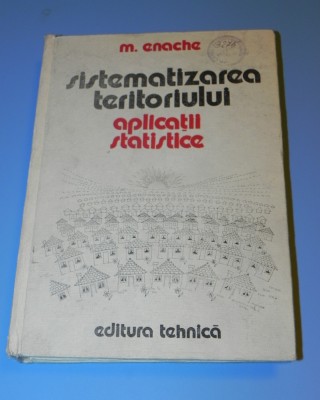 m. enache
sistematizarea
teritoriului
aplicații
statistice
editura tehnică